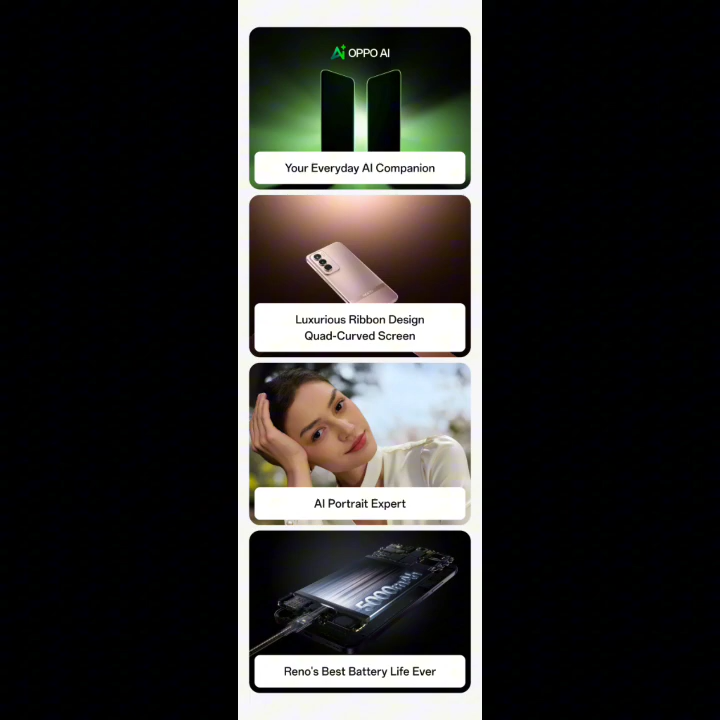 Ai OPPO AI
Your Everyday AI Companion
Luxurious Ribbon Design
Quad-Curved Screen
AI Portrait Expert
5000mAh
Reno's Best Battery Life Ever